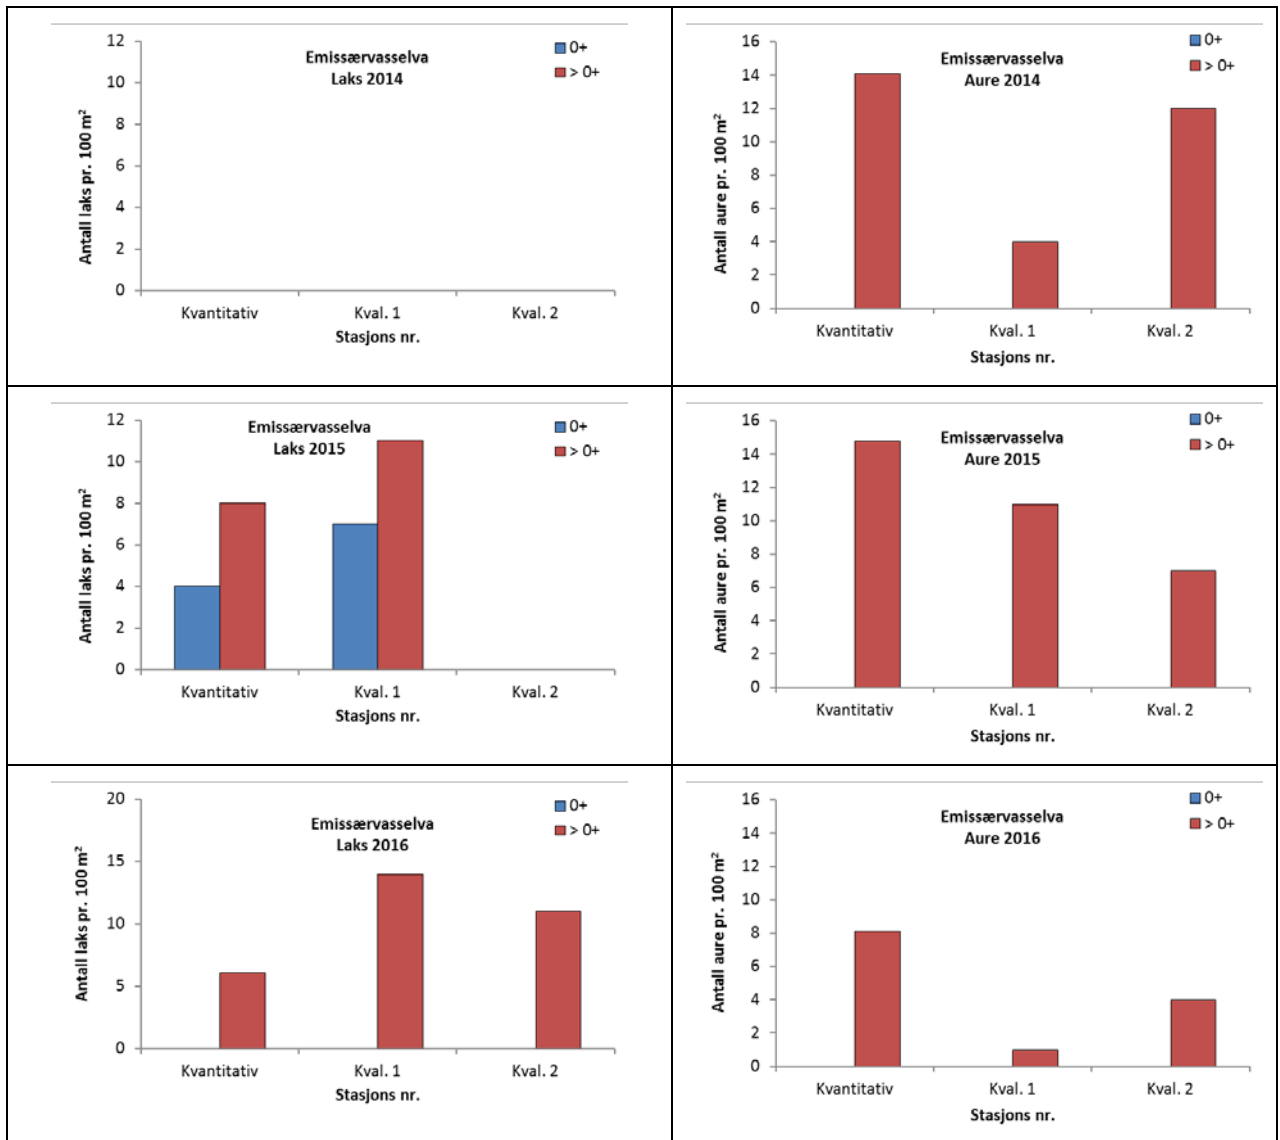 Emissærvasselva
Laks 2014
0+
> 0+
12
10
8
6
4
2
0
Antall laks pr. 100 m²
Kvantitativ Kval. 1 Kval. 2
Stasjons nr.
Emissærvasselva
Aure 2014
0+
> 0+
16
14
12
10
8
6
4
2
0
Antall aure pr. 100 m²
Kvantitativ Kval. 1 Kval. 2
Stasjons nr.
Emissærvasselva
Laks 2015
0+
> 0+
12
10
8
6
4
2
0
Antall laks pr. 100 m²
Kvantitativ Kval. 1 Kval. 2
Stasjons nr.
Emissærvasselva
Aure 2015
0+
> 0+
16
14
12
10
8
6
4
2
0
Antall aure pr. 100 m²
Kvantitativ Kval. 1 Kval. 2
Stasjons nr.
Emissærvasselva
Laks 2016
0+
> 0+
20
15
10
5
0
Antall laks pr. 100 m²
Kvantitativ Kval. 1 Kval. 2
Stasjons nr.
Emissærvasselva
Aure 2016
0+
> 0+
16
14
12
10
8
6
4
2
0
Antall aure pr. 100 m²
Kvantitativ Kval. 1 Kval. 2
Stasjons nr.